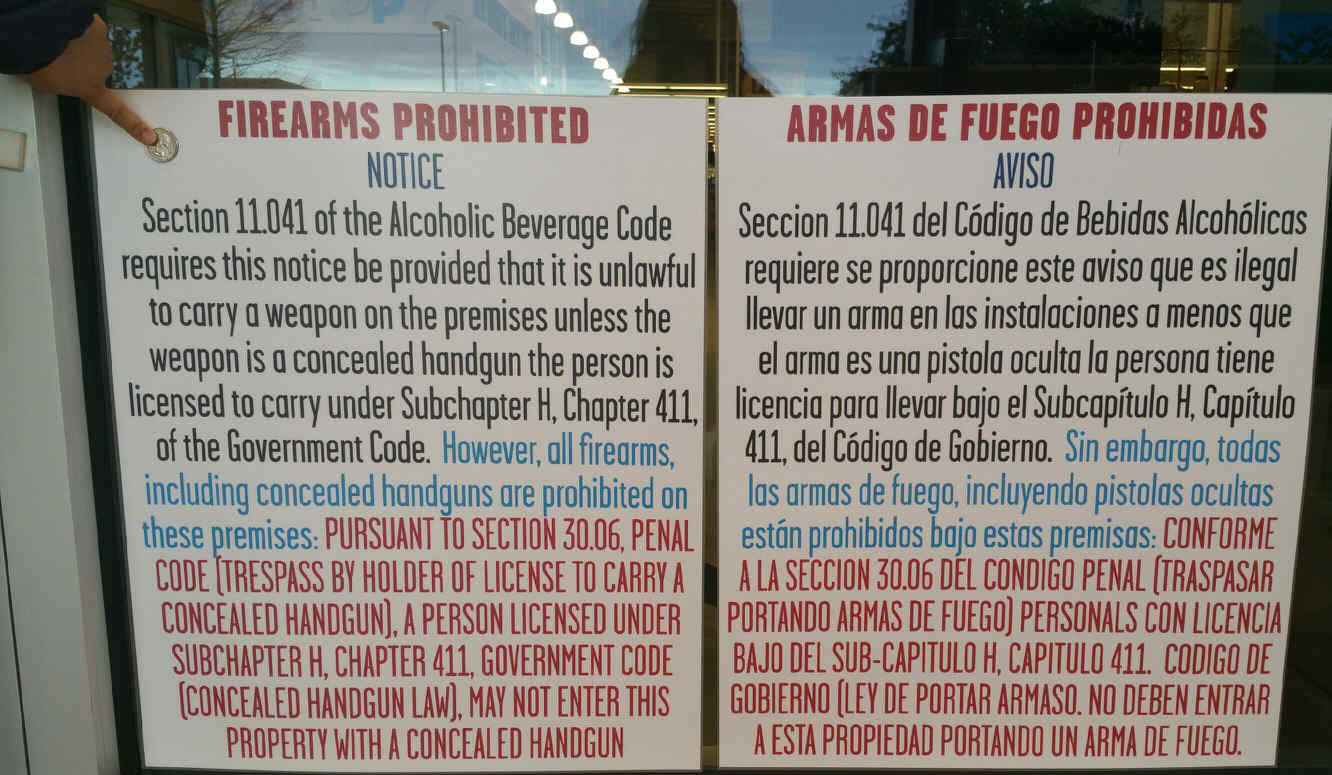 FIREARMS PROHIBITED
NOTICE
Section 11.041 of the Alcoholic Beverage Code
requires this notice be provided that it is unlawful
to carry a weapon on the premises unless the
weapon is a concealed handgun the person is
licensed to carry under Subchapter H, Chapter 411,
of the Government Code. However, all firearms,
including concealed handguns are prohibited on
these premises: PURSUANT TO SECTION 30.06, PENAL
CODE (TRESPASS BY HOLDER OF LICENSE TO CARRY A
CONCEALED HANDGUN), A PERSON LICENSED UNDER
SUBCHAPTER H, CHAPTER 411, GOVERNMENT CODE
(CONCEALED HANDGUN LAW), MAY NOT ENTER THIS
PROPERTY WITH A CONCEALED HANDGUN
ARMAS DE FUEGO PROHIBIDAS
AVISO
Seccion 11.041 del Código de Bebidas Alcohólicas
requiere se proporcione este aviso que es ilegal
llevar un arma en las instalaciones a menos que
el arma es una pistola oculta la persona tiene
licencia para llevar bajo el Subcapítulo H, Capítulo
411, del Código de Gobierno. Sin embargo, todas
las armas de fuego, incluyendo pistolas ocultas
están prohibidos bajo estas premisas: CONFORME
A LA SECCION 30.06 DEL CONDIGO PENAL (TRASPASAR
PORTANDO ARMAS DE FUEGO) PERSONALS CON LICENCIA
BAJO DEL SUB-CAPITULO H, CAPITULO 411. CODIGO DE
GOBIERNO (LEY DE PORTAR ARMASO. NO DEBEN ENTRAR
A ESTA PROPIEDAD PORTANDO UN ARMA DE FUEGO.